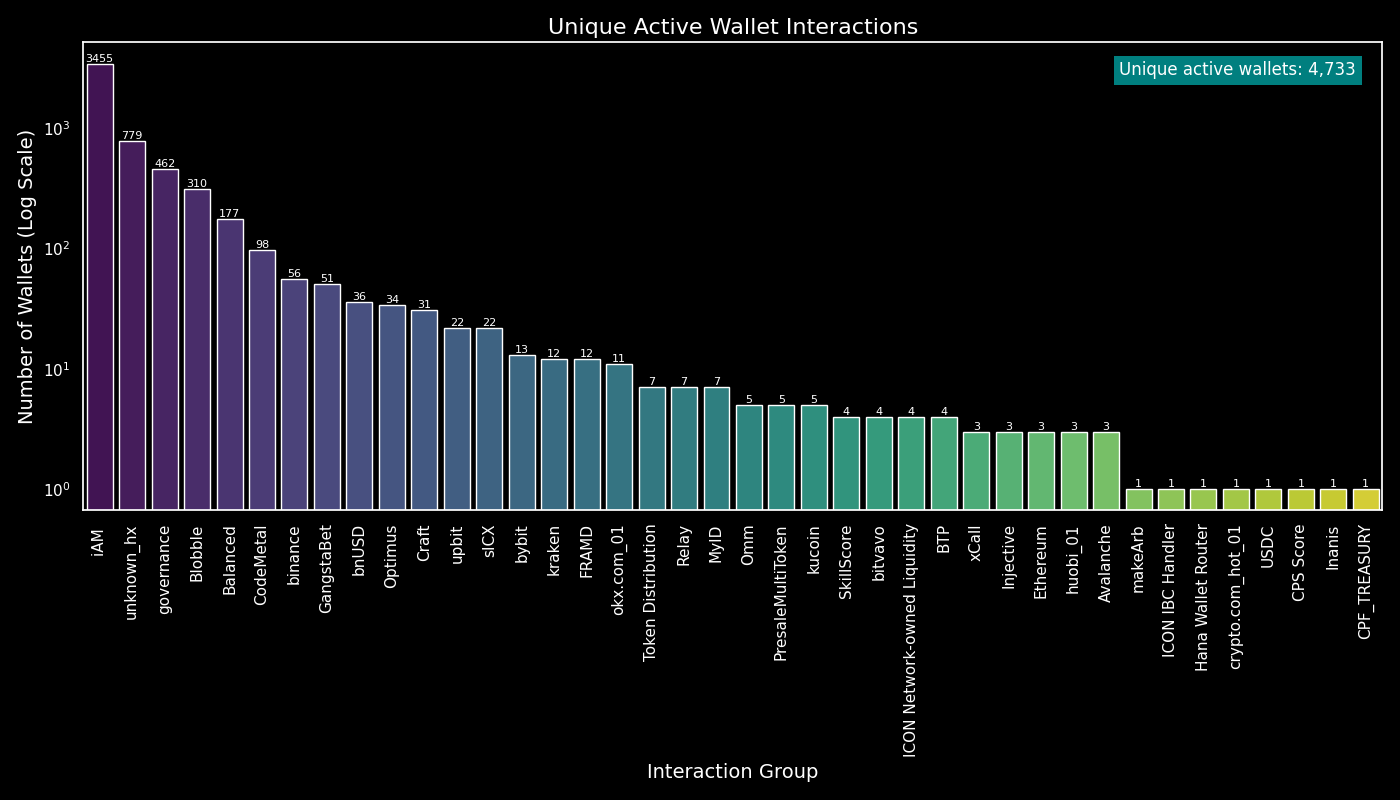 Unique Active Wallet Interactions
Unique active wallets: 4,733
Number of Wallets (Log Scale)
10³
10²
10¹
10⁰
3455
779
462
310
177
98
56
51
36
34
31
22
22
13
12
12
11
7
7
7
5
5
5
4
4
4
4
3
3
3
3
3
1
1
1
1
1
1
1
1
iAM
unknown_hx
governance
Blobble
Balanced
CodeMetal
binance
GangstaBet
bnUSD
Optimus
Craft
upbit
sICX
bybit
kraken
FRAMD
okx.com_01
Token Distribution
Relay
MyID
Omm
PresaleMultiToken
kucoin
SkillScore
bitvavo
ICON Network-owned Liquidity
BTP
xCall
Injective
Ethereum
huobi_01
Avalanche
makeArb
ICON IBC Handler
Hana Wallet Router
crypto.com_hot_01
USDC
CPS Score
Inanis
CPF_TREASURY
Interaction Group